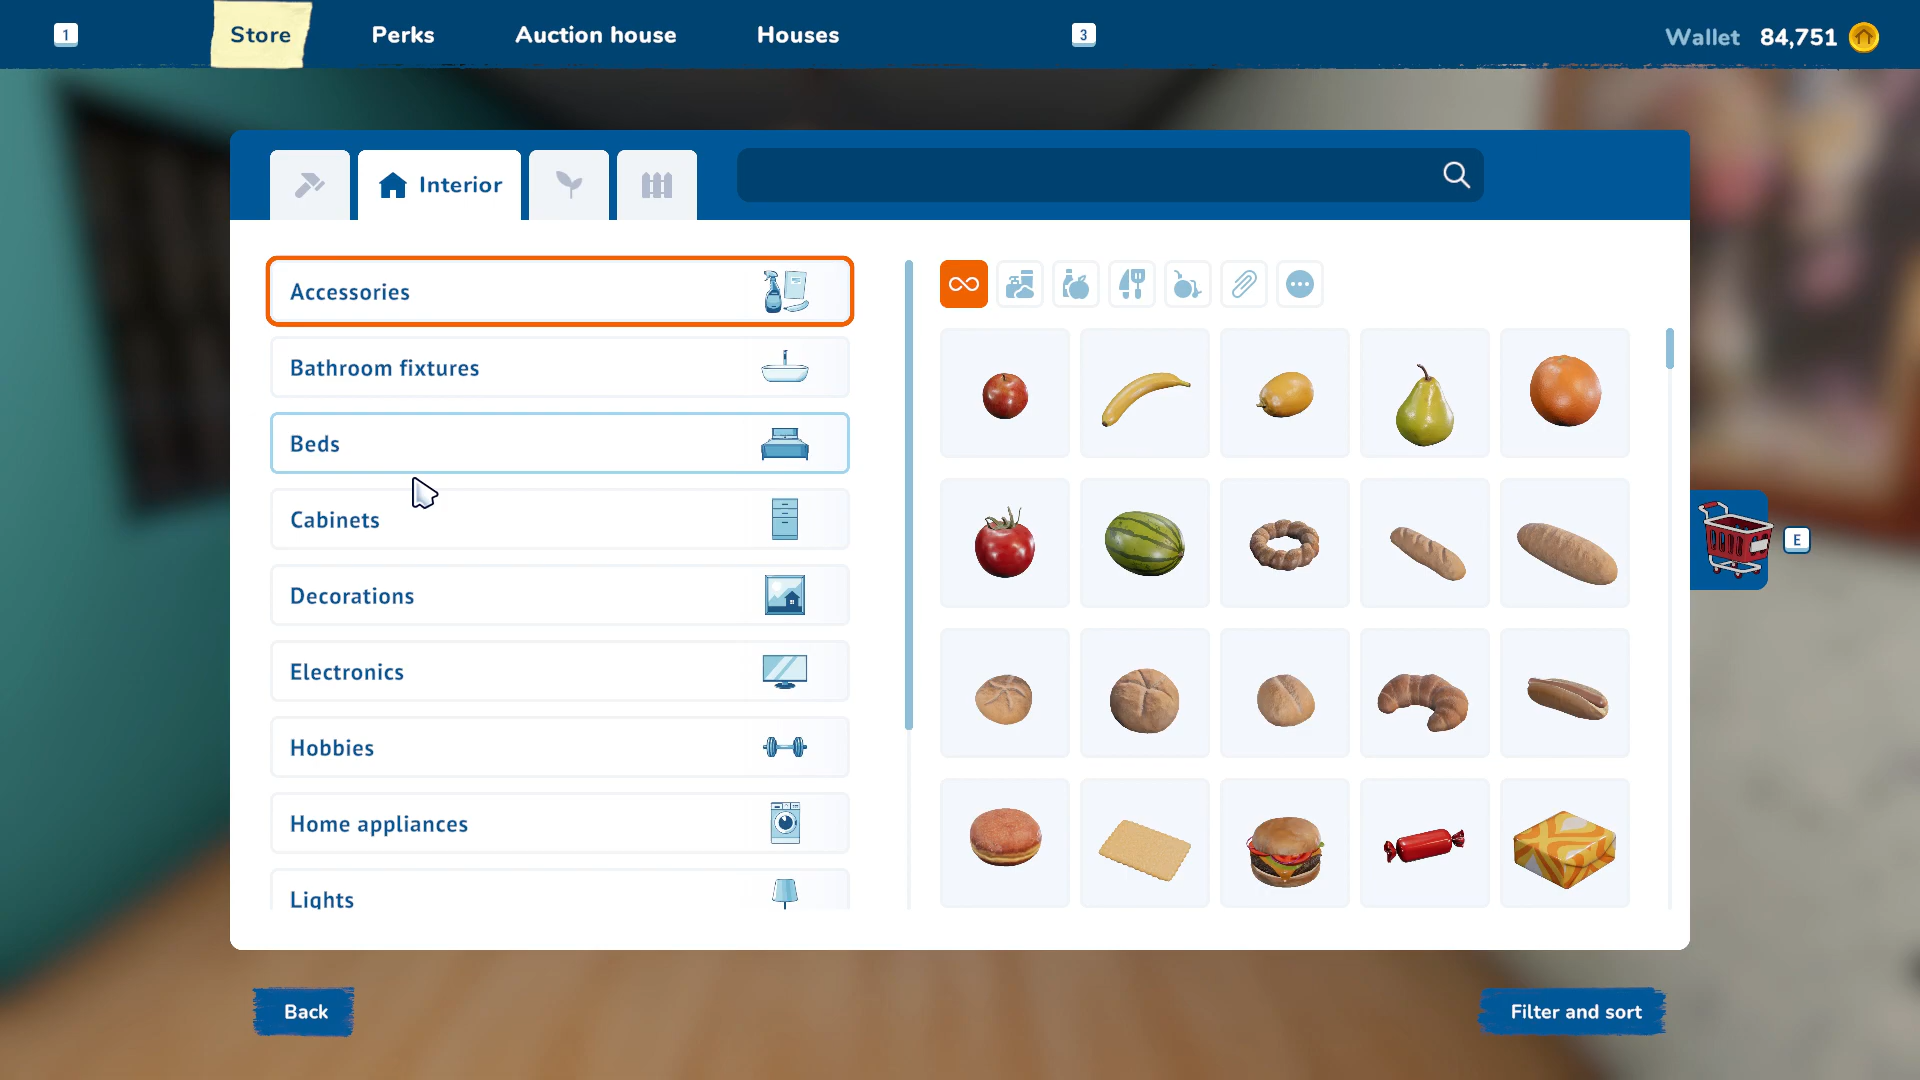 1
Store
Perks
Auction house
Houses
3
Wallet 84,751
Interior
Accessories
Bathroom fixtures
Beds
Cabinets
Decorations
Electronics
Hobbies
Home appliances
Lights
E
Back
Filter and sort